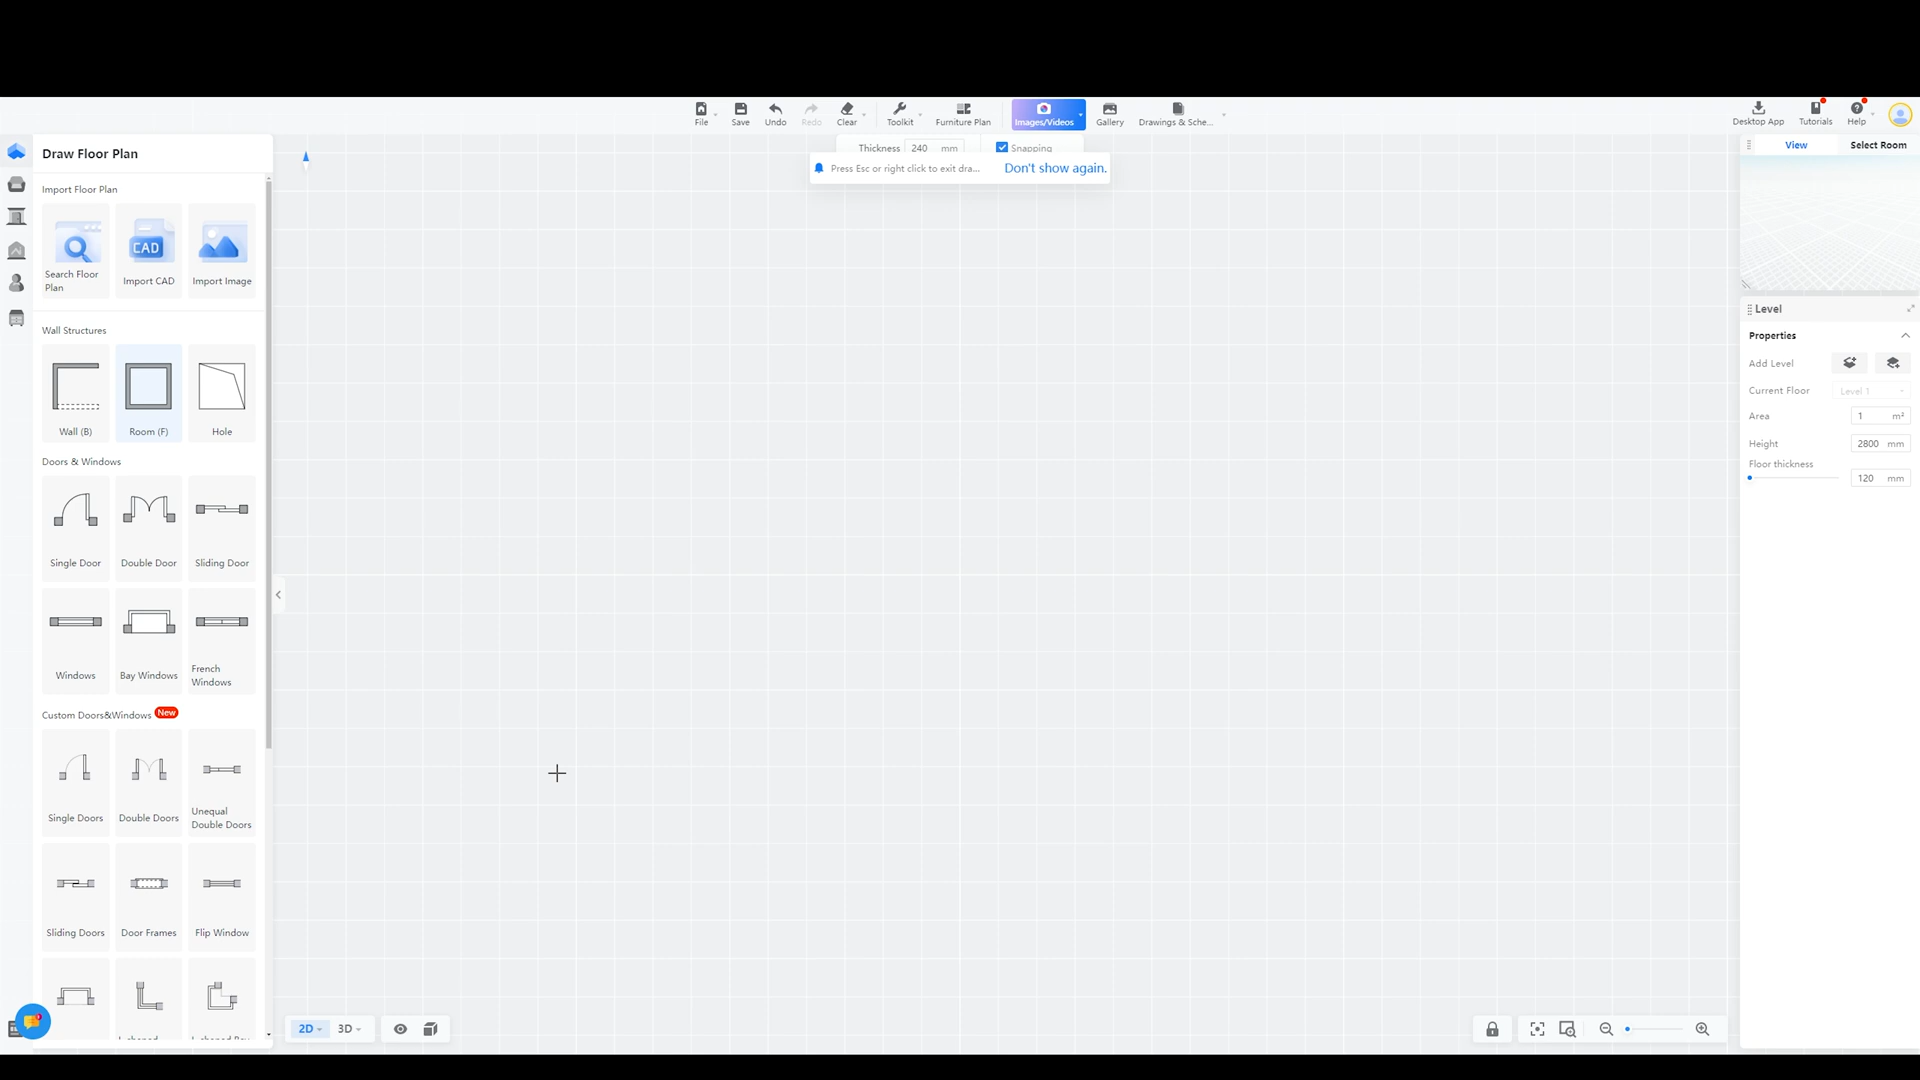 File
Save
Undo
Redo
Clear
Toolkit
Furniture Plan
Images/Videos
Gallery
Drawings & Sche...
Desktop App
Tutorials
Help
Draw Floor Plan
Thickness 240 mm
Snapping
Press Esc or right click to exit dra... Don't show again.
View
Select Room
Import Floor Plan
Search Floor
Plan
CAD
Import CAD
Import Image
Wall Structures
Wall (B)
Room (F)
Hole
Doors & Windows
Single Door
Double Door
Sliding Door
Windows
Bay Windows
French
Windows
Custom Doors&Windows New
Single Doors
Double Doors
Unequal
Double Doors
Sliding Doors
Door Frames
Flip Window
Level
Properties
Add Level
Current Floor Level 1
Area 1 m²
Height 2800 mm
Floor thickness
120 mm
2D
3D